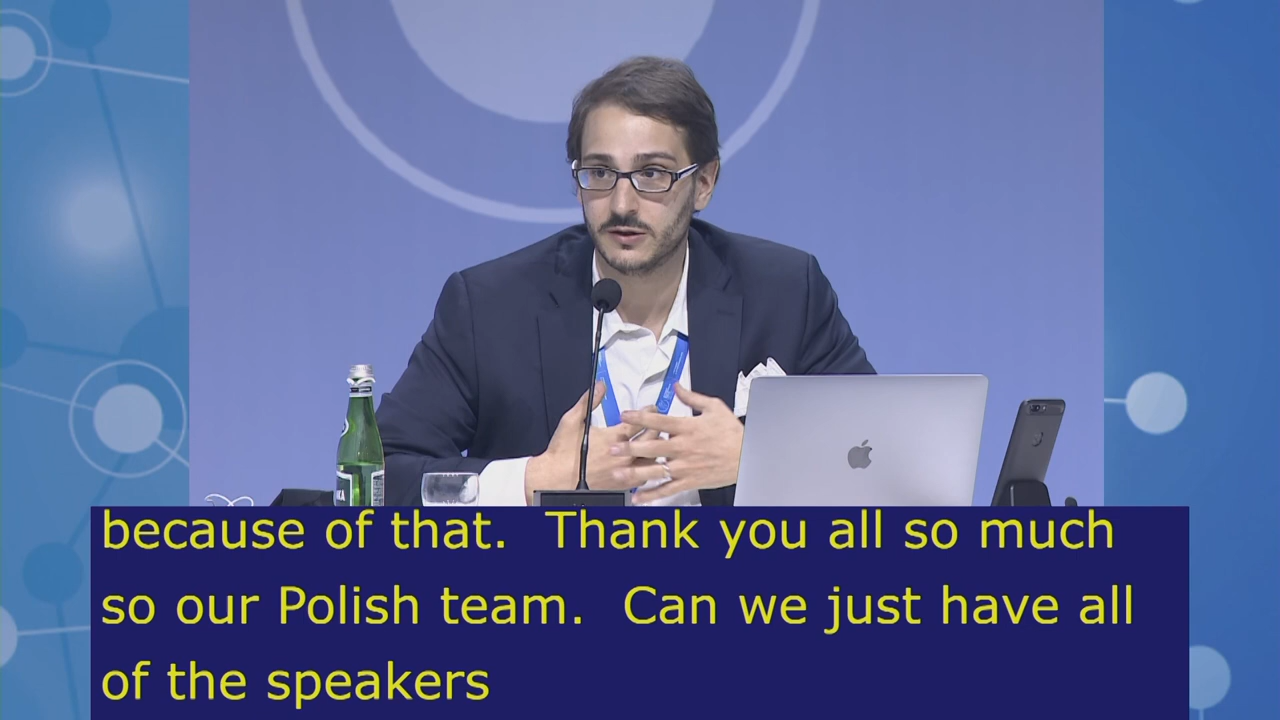 because of that.  Thank you all so much
so our Polish team.  Can we just have all
of the speakers